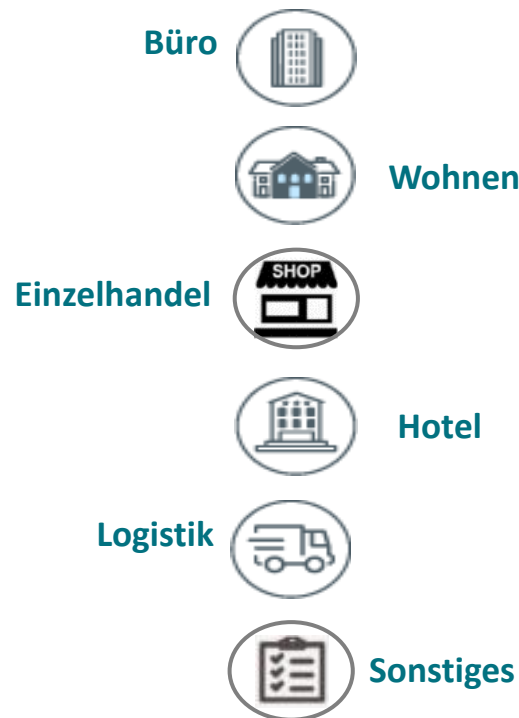 Büro
Wohnen
SHOP
Einzelhandel
Hotel
Logistik
Sonstiges